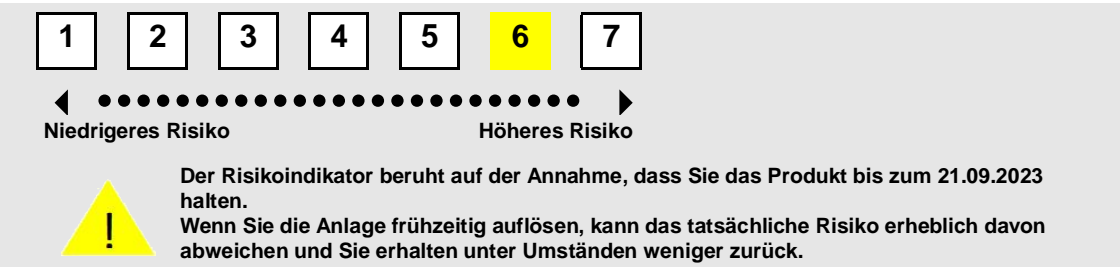 1 2 3 4 5 6 7
Niedrigeres Risiko Höheres Risiko
Der Risikoindikator beruht auf der Annahme, dass Sie das Produkt bis zum 21.09.2023
halten.
Wenn Sie die Anlage frühzeitig auflösen, kann das tatsächliche Risiko erheblich davon
abweichen und Sie erhalten unter Umständen weniger zurück.
!